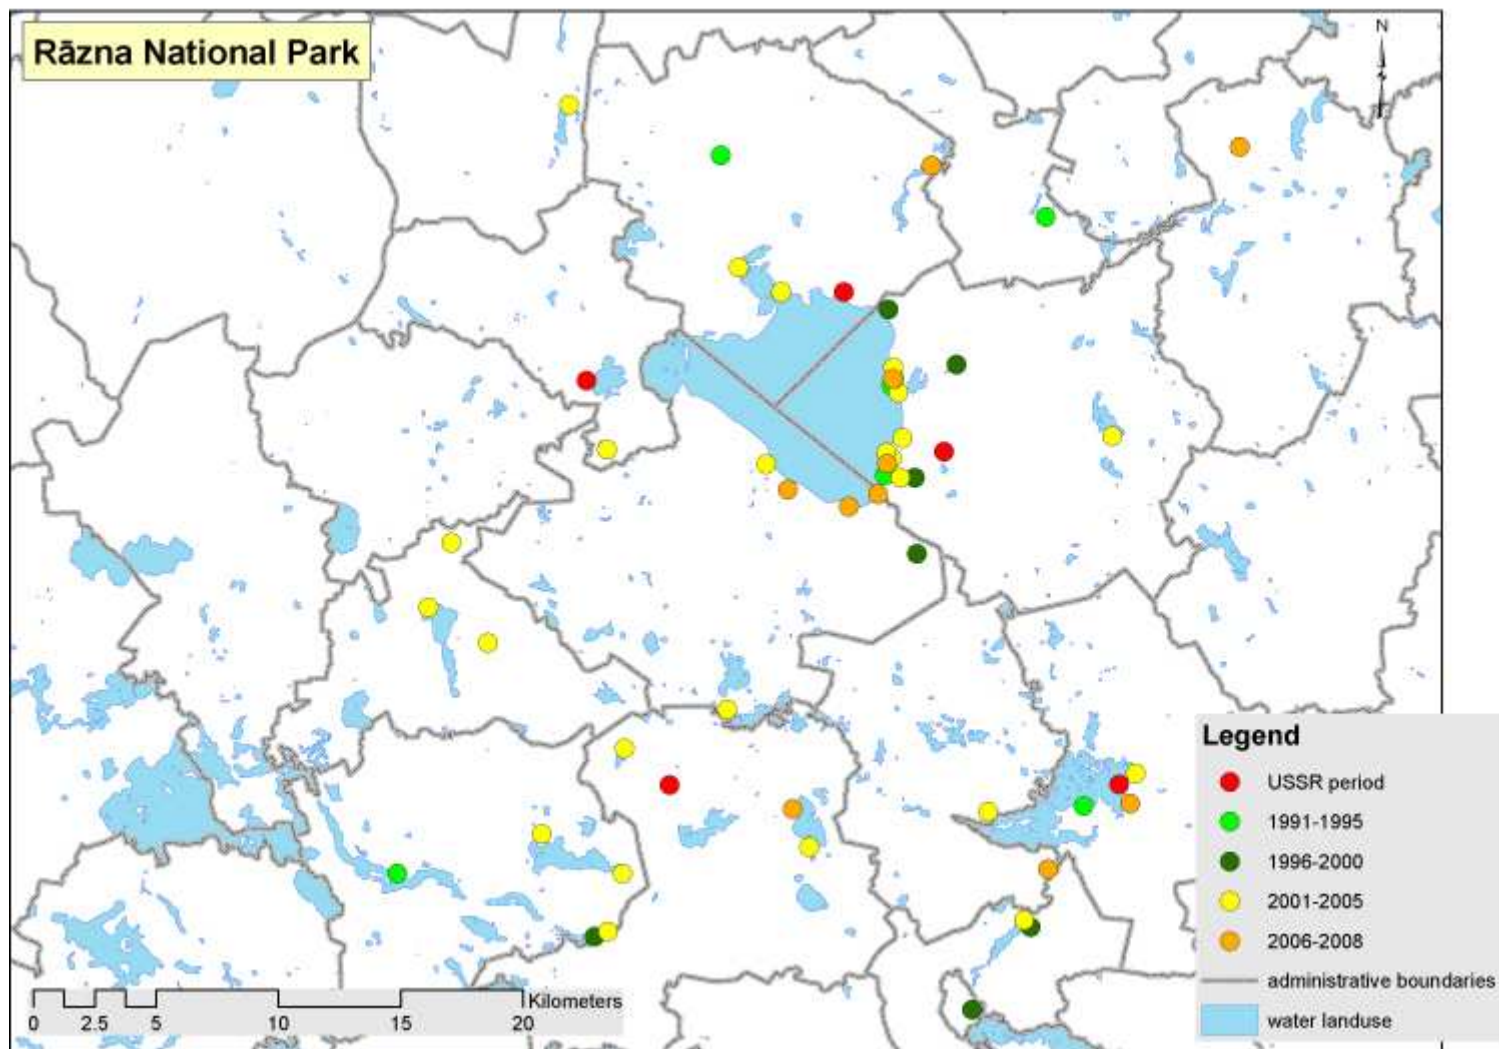 Rāzna National Park
N
Legend
USSR period
1991-1995
1996-2000
2001-2005
2006-2008
administrative boundaries
water landuse
Kilometers
0 2.5 5 10 15 20